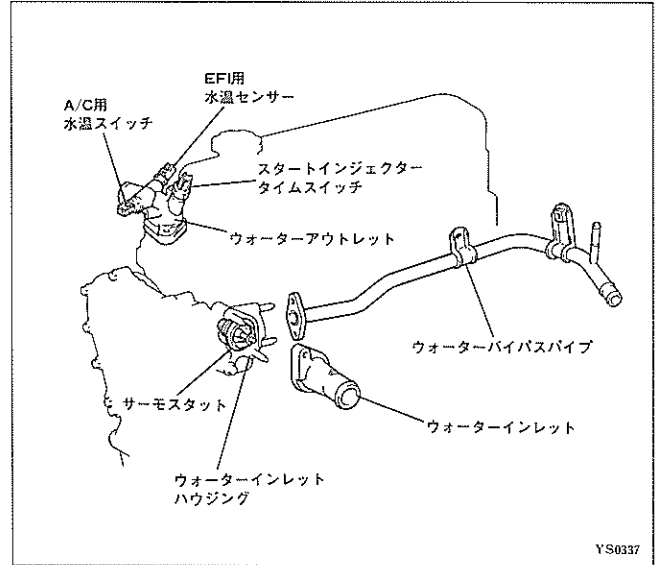 EFI用
水温センサー
A/C用
水温スイッチ
スタートインジェクター
タイムスイッチ
ウォーターアウトレット
ウォーターバイパスパイプ
サーモスタット
ウォーターインレット
ウォーターインレット
ハウジング
YS0337